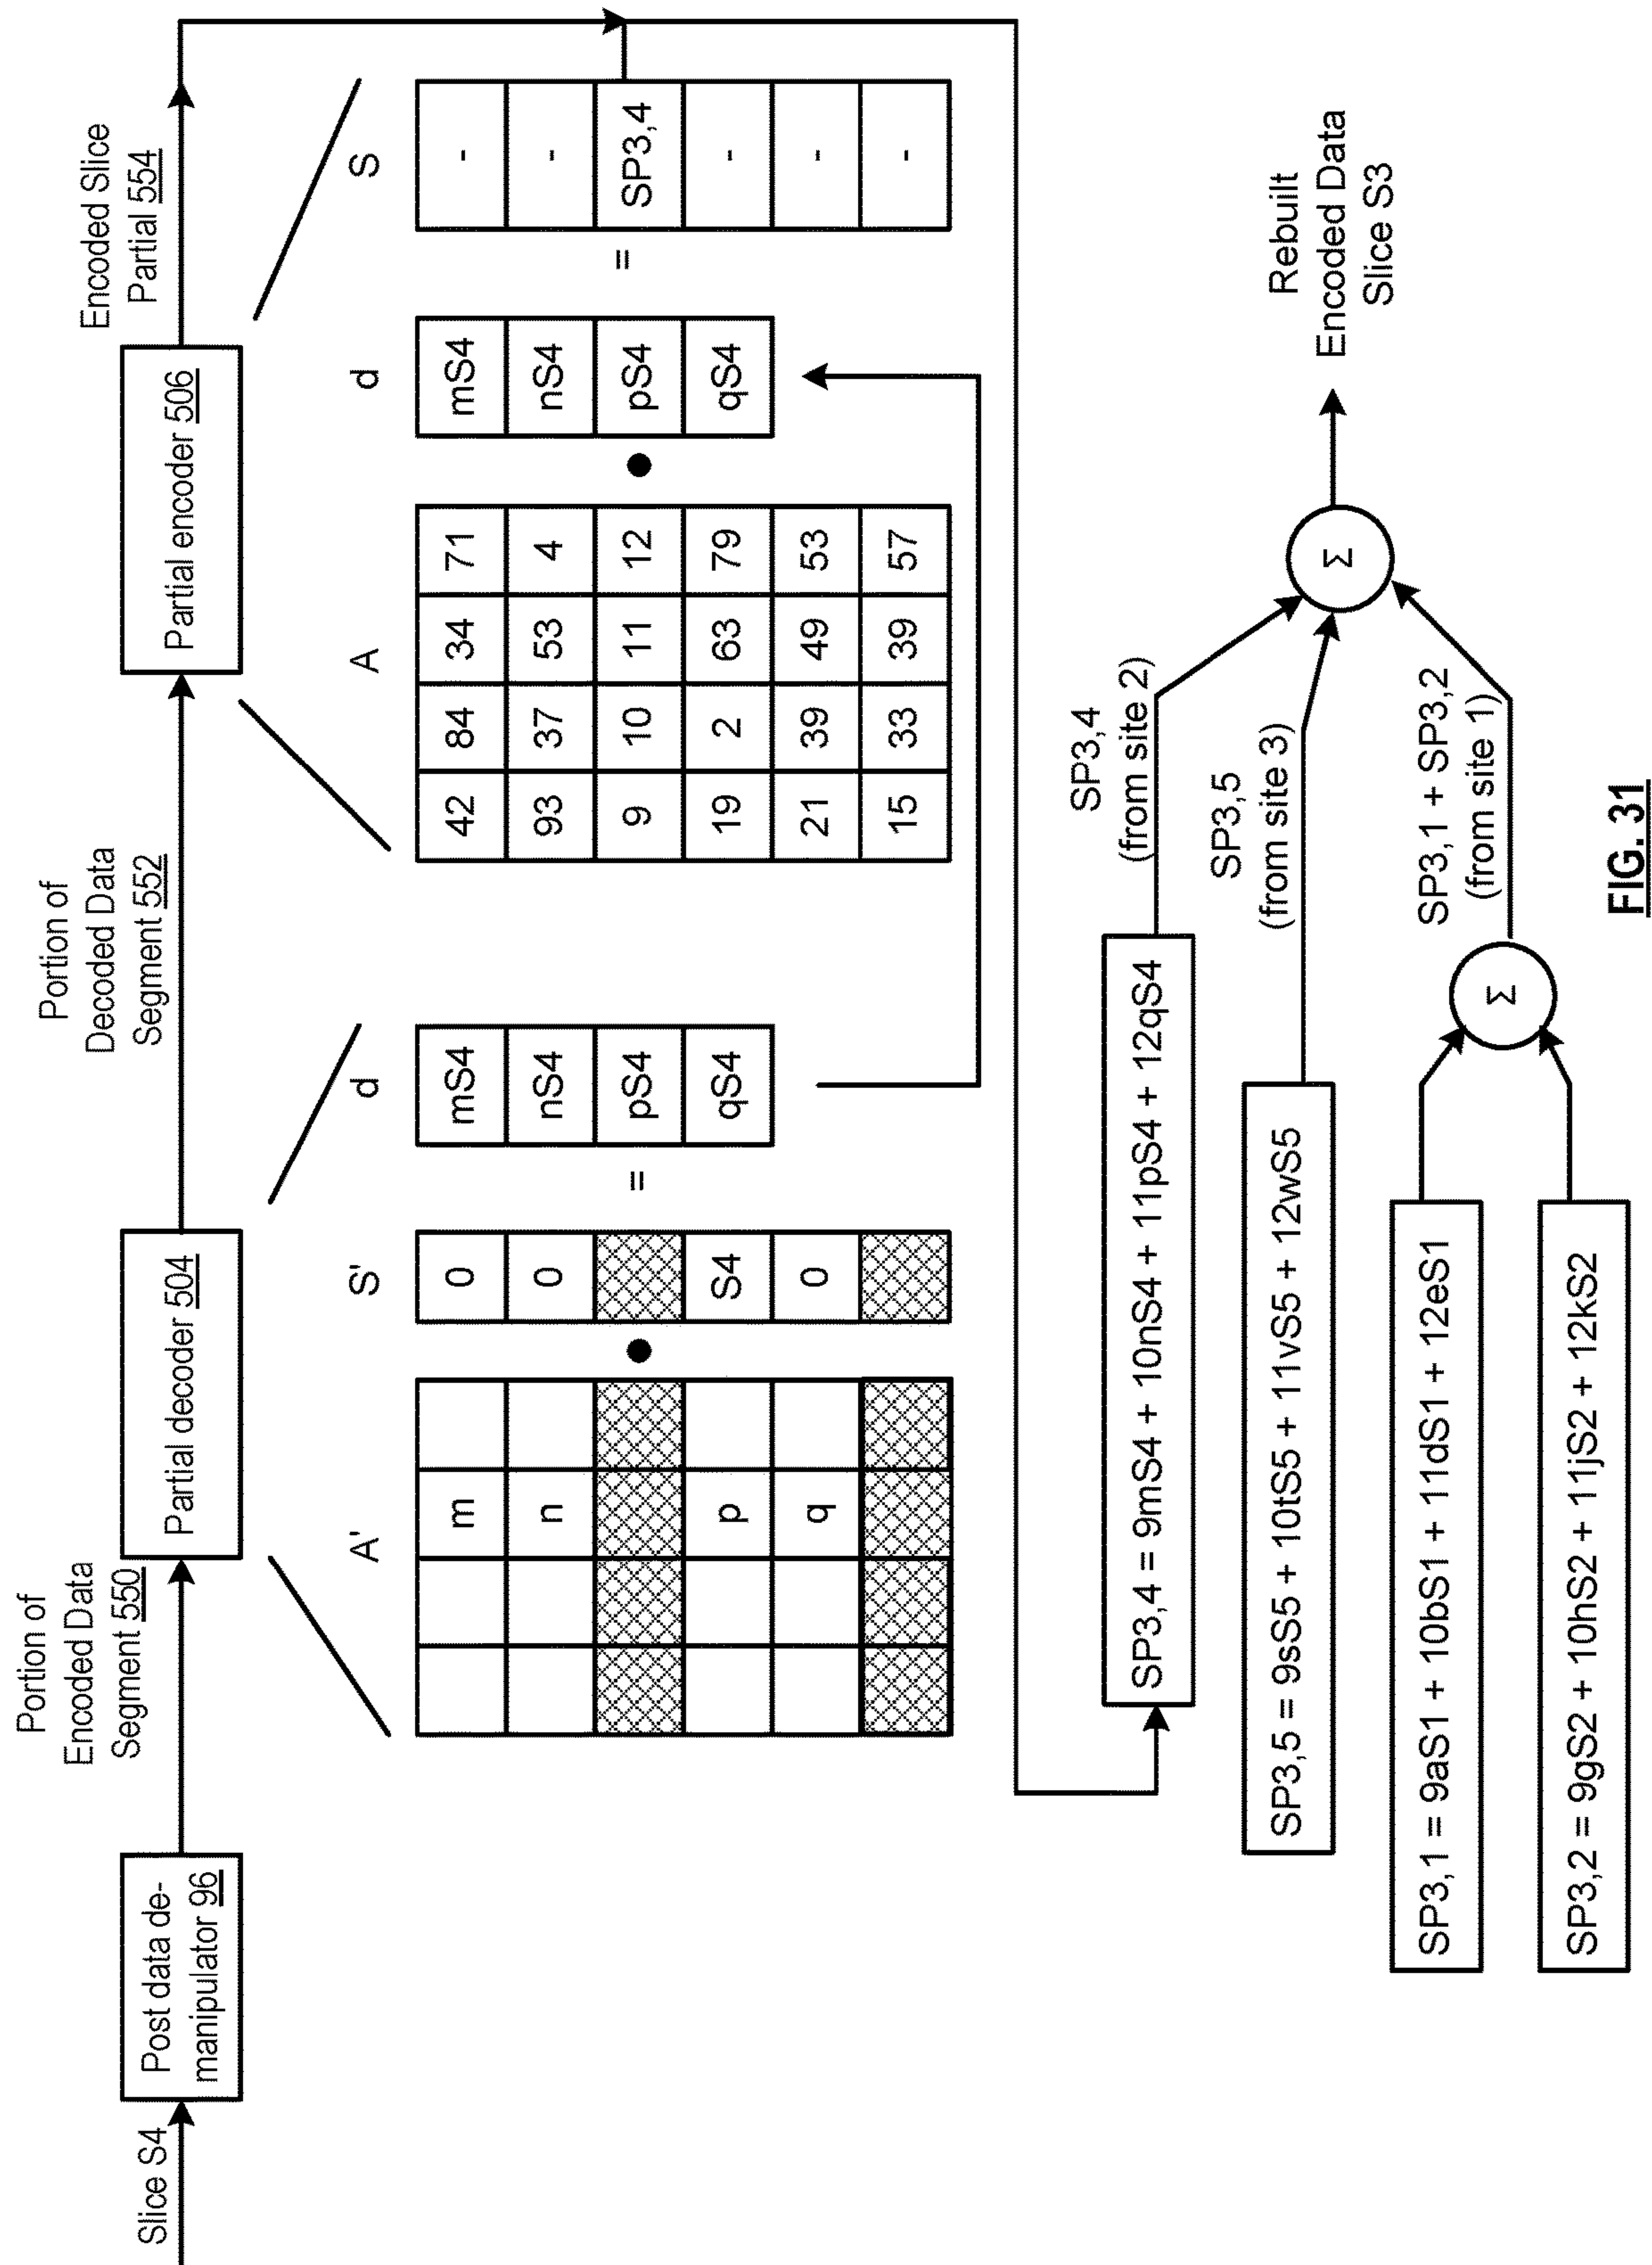 Slice S4
Post data de-
manipulator 96
Portion of
Encoded Data
Segment 550
Partial decoder 504
Portion of
Decoded Data
Segment 552
Partial encoder 506
Encoded Slice
Partial 554
A'
m
n
p
q
●
S'
0
0
S4
0
=
d
mS4
nS4
pS4
qS4
A
42 84 34 71
93 37 53 4
9 10 11 12
19 2 63 79
21 39 49 53
15 33 39 57
●
d
mS4
nS4
pS4
qS4
=
S
-
-
SP3,4
-
-
-
SP3,4 = 9mS4 + 10nS4 + 11pS4 + 12qS4
SP3,4
(from site 2)
SP3,5 = 9sS5 + 10tS5 + 11vS5 + 12wS5
SP3,5
(from site 3)
SP3,1 = 9aS1 + 10bS1 + 11dS1 + 12eS1
SP3,2 = 9gS2 + 10hS2 + 11jS2 + 12kS2
Σ
SP3,1 + SP3,2
(from site 1)
Σ
Rebuilt
Encoded Data
Slice S3
FIG. 31